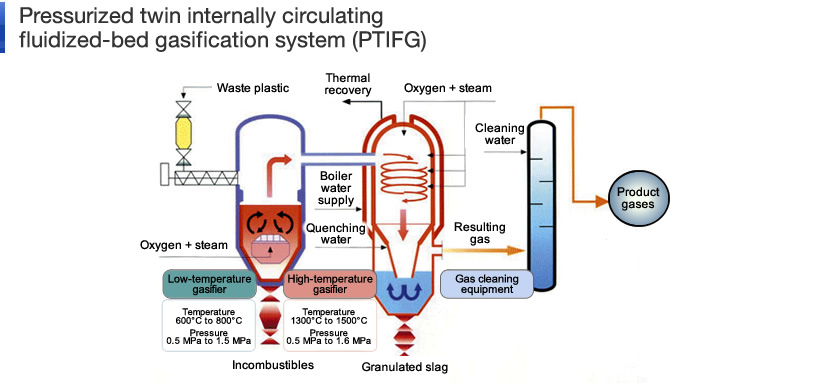 Pressurized twin internally circulating
fluidized-bed gasification system (PTIFG)
Waste plastic
Thermal
recovery
Oxygen + steam
Cleaning
water
Boiler
water
supply
Product
gases
Quenching
water
Resulting
gas
Oxygen + steam
Low-temperature
gasifier
High-temperature
gasifier
Gas cleaning
equipment
Temperature
600°C to 800°C
Pressure
0.5 MPa to 1.5 MPa
Temperature
1300°C to 1500°C
Pressure
0.5 MPa to 1.6 MPa
Incombustibles
Granulated slag